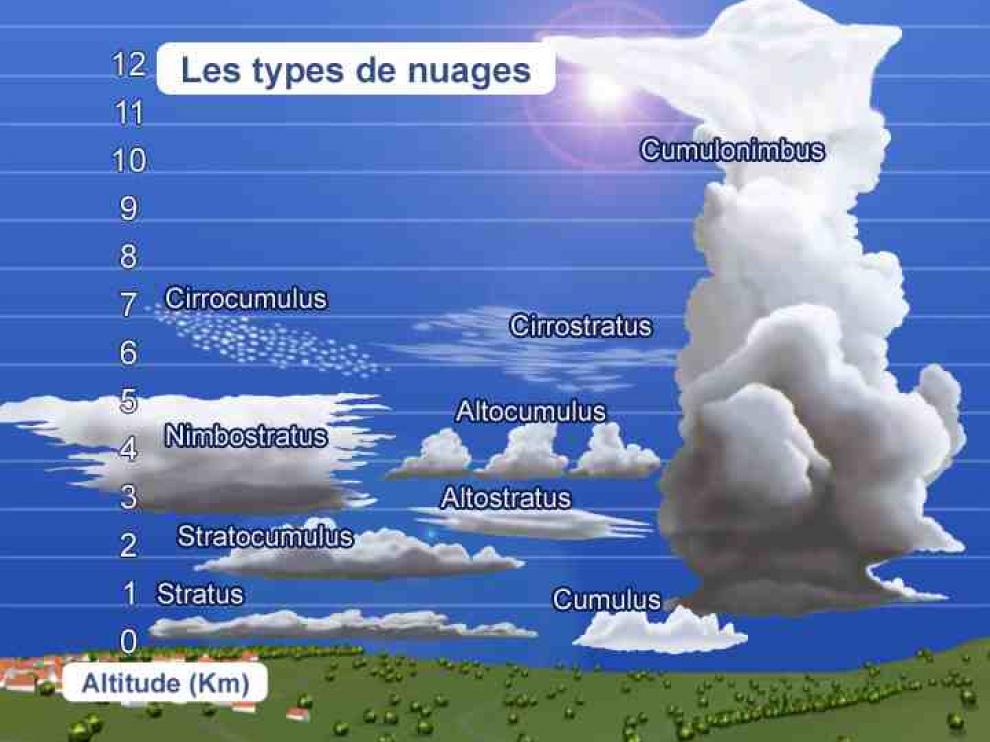 Les types de nuages
12
11
10
9
8
7
6
5
4
3
2
1
0
Cumulonimbus
Cirrocumulus
Cirrostratus
Altocumulus
Nimbostratus
Altostratus
Stratocumulus
Stratus
Cumulus
Altitude (Km)